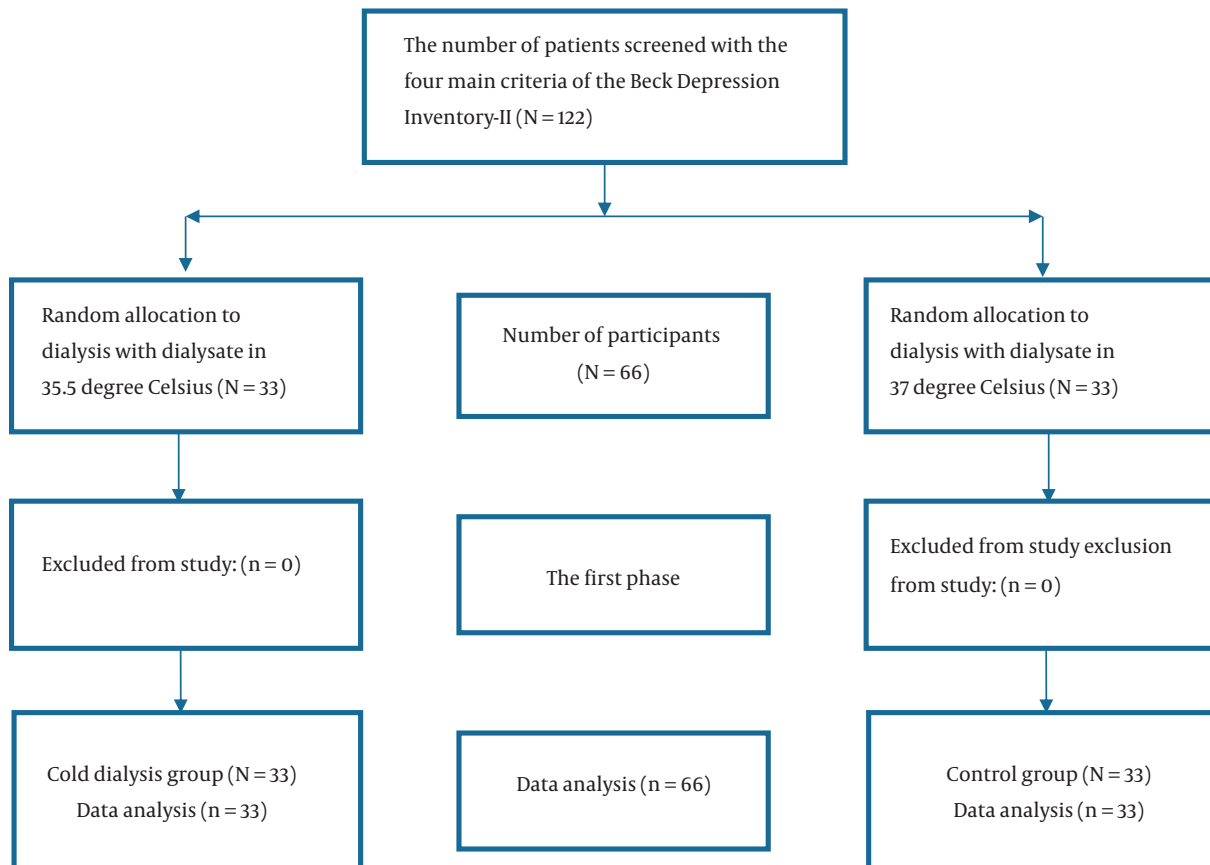 The number of patients screened with the
four main criteria of the Beck Depression
Inventory-II (N = 122)
Random allocation to
dialysis with dialysate in
35.5 degree Celsius (N = 33)
Number of participants
(N = 66)
Random allocation to
dialysis with dialysate in
37 degree Celsius (N = 33)
Excluded from study: (n = 0)
The first phase
Excluded from study exclusion
from study: (n = 0)
Cold dialysis group (N = 33)
Data analysis (n = 33)
Data analysis (n = 66)
Control group (N = 33)
Data analysis (n = 33)